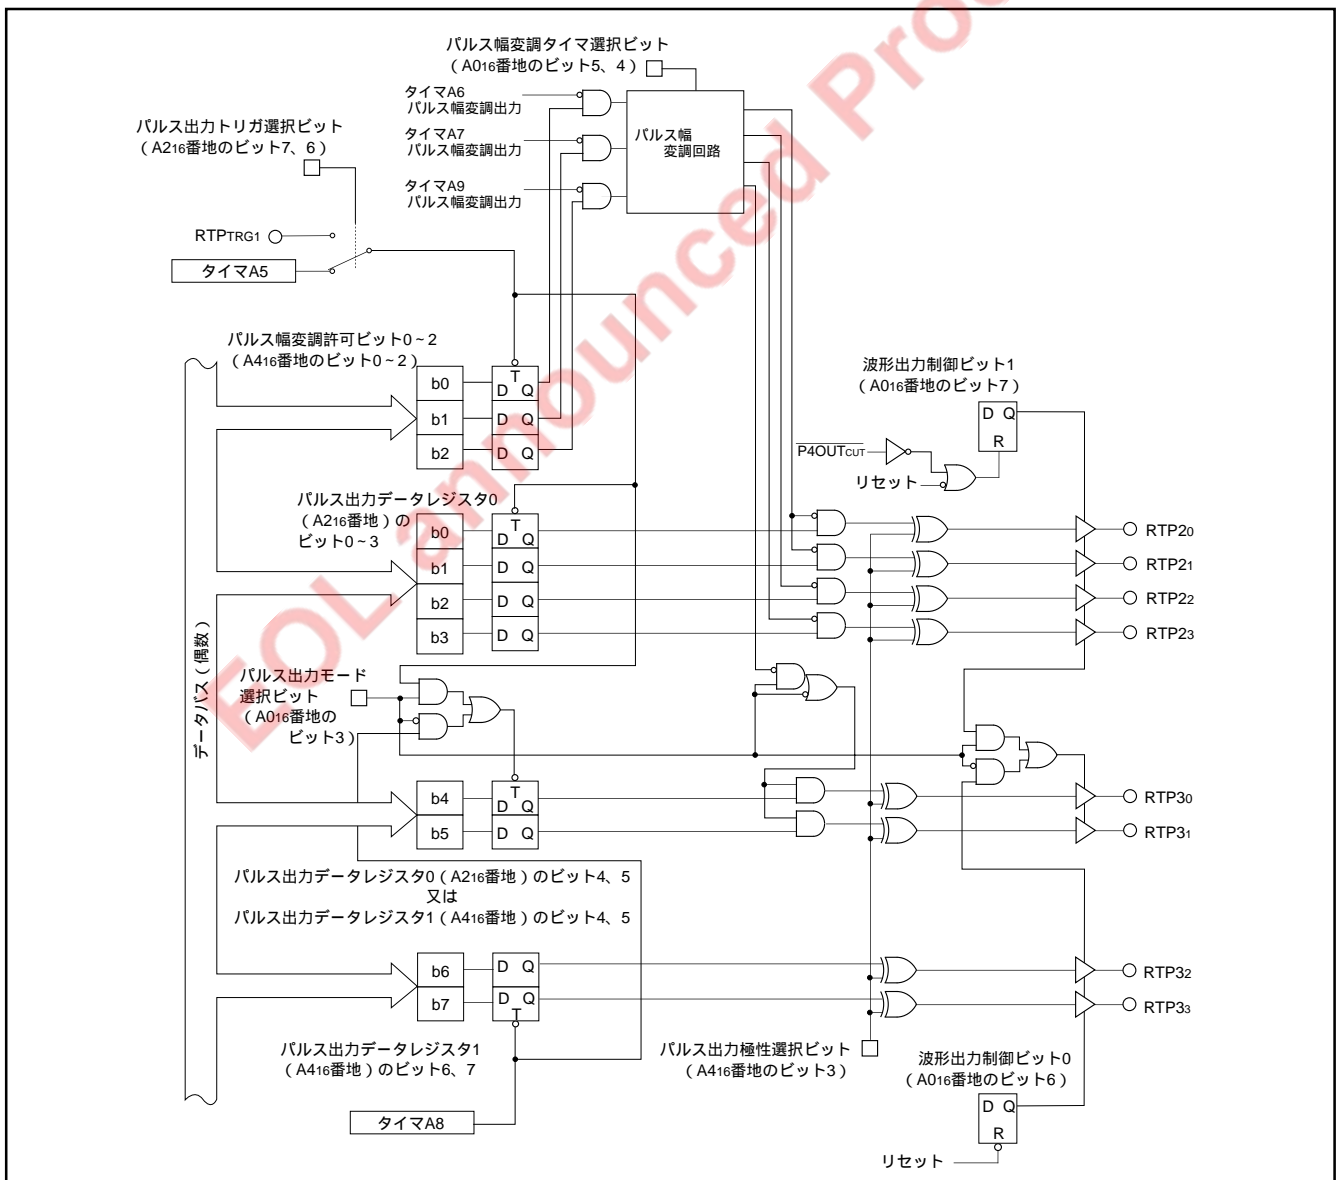 パルス幅変調タイマ選択ビット
（A016番地のビット5、4）
タイマA6
パルス幅変調出力
タイマA7
パルス幅変調出力
タイマA9
パルス幅変調出力
パルス幅
変調回路
パルス出力トリガ選択ビット
（A216番地のビット7、6）
RTPTRG1
タイマA5
パルス幅変調許可ビット0~2
（A416番地のビット0~2）
b0
b1
b2
T
D Q
D Q
D Q
波形出力制御ビット1
（A016番地のビット7）
D Q
R
P4OUTCUT
リセット
パルス出力データレジスタ0
（A216番地）の
ビット0~3
b0
b1
b2
b3
T
D Q
D Q
D Q
D Q
RTP20
RTP21
RTP22
RTP23
データバス（偶数）
パルス出力モード
選択ビット
（A016番地の
ビット3）
b4
b5
T
D Q
D Q
RTP30
RTP31
パルス出力データレジスタ0（A216番地）のビット4、5
又は
パルス出力データレジスタ1（A416番地）のビット4、5
b6
b7
D Q
D Q
T
RTP32
RTP33
パルス出力データレジスタ1
（A416番地）のビット6、7
パルス出力極性選択ビット
（A416番地のビット3）
波形出力制御ビット0
（A016番地のビット6）
D Q
R
タイマA8
リセット
EOL announced Prod